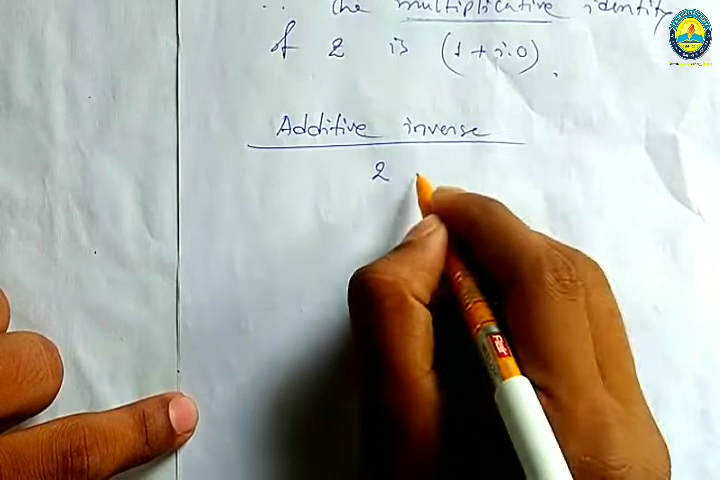 ∴ the multiplicative identity
of z is (1 + i.0).
Additive inverse
z